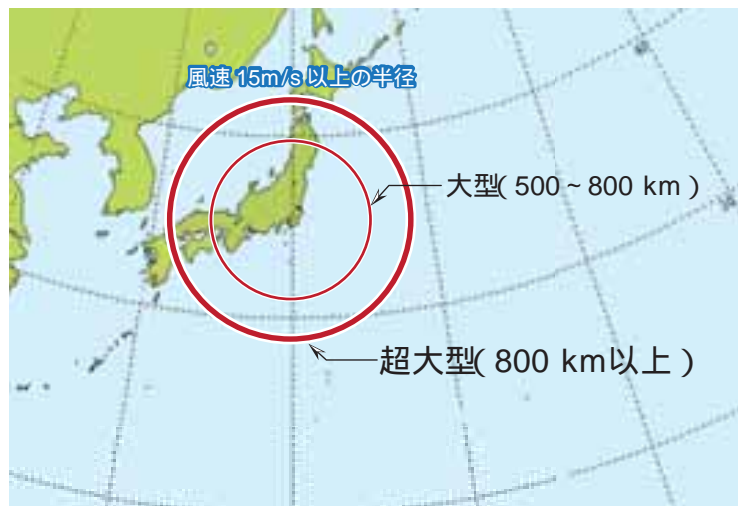 風速 15m/s 以上の半径
大型( 500 ~ 800 km )
超大型( 800 km以上 )